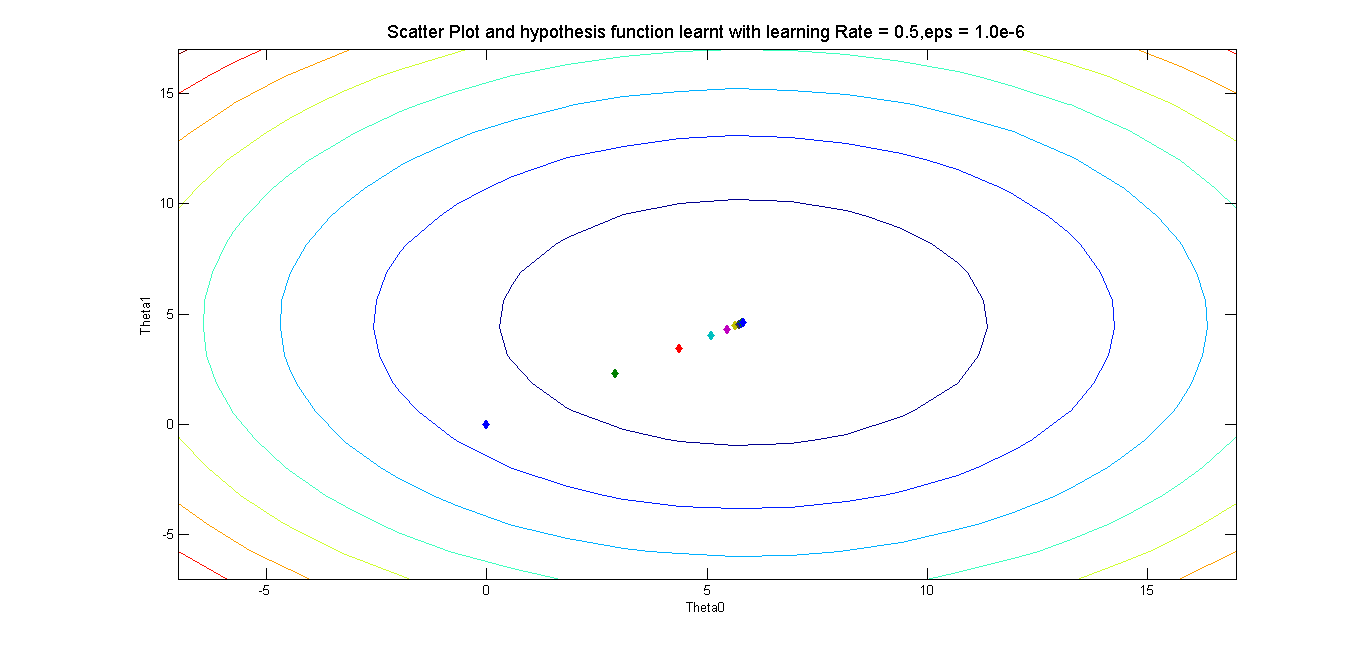 Scatter Plot and hypothesis function learnt with learning Rate = 0.5,eps = 1.0e-6
15
10
5
0
-5
Theta1
-5 0 5 10 15
Theta0